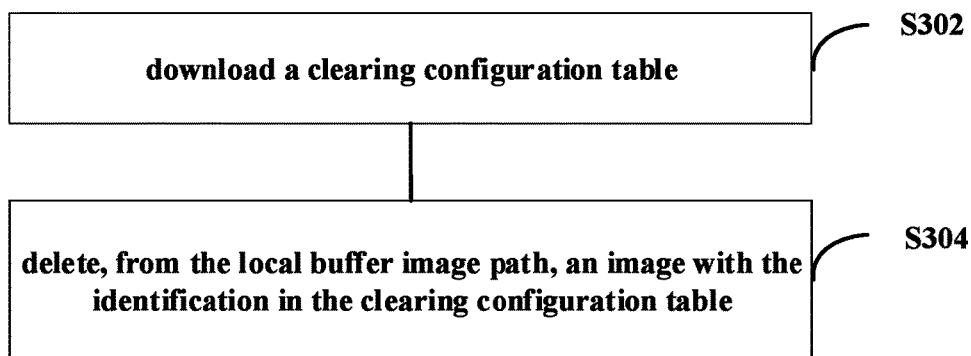 S302
download a clearing configuration table
S304
delete, from the local buffer image path, an image with the
identification in the clearing configuration table